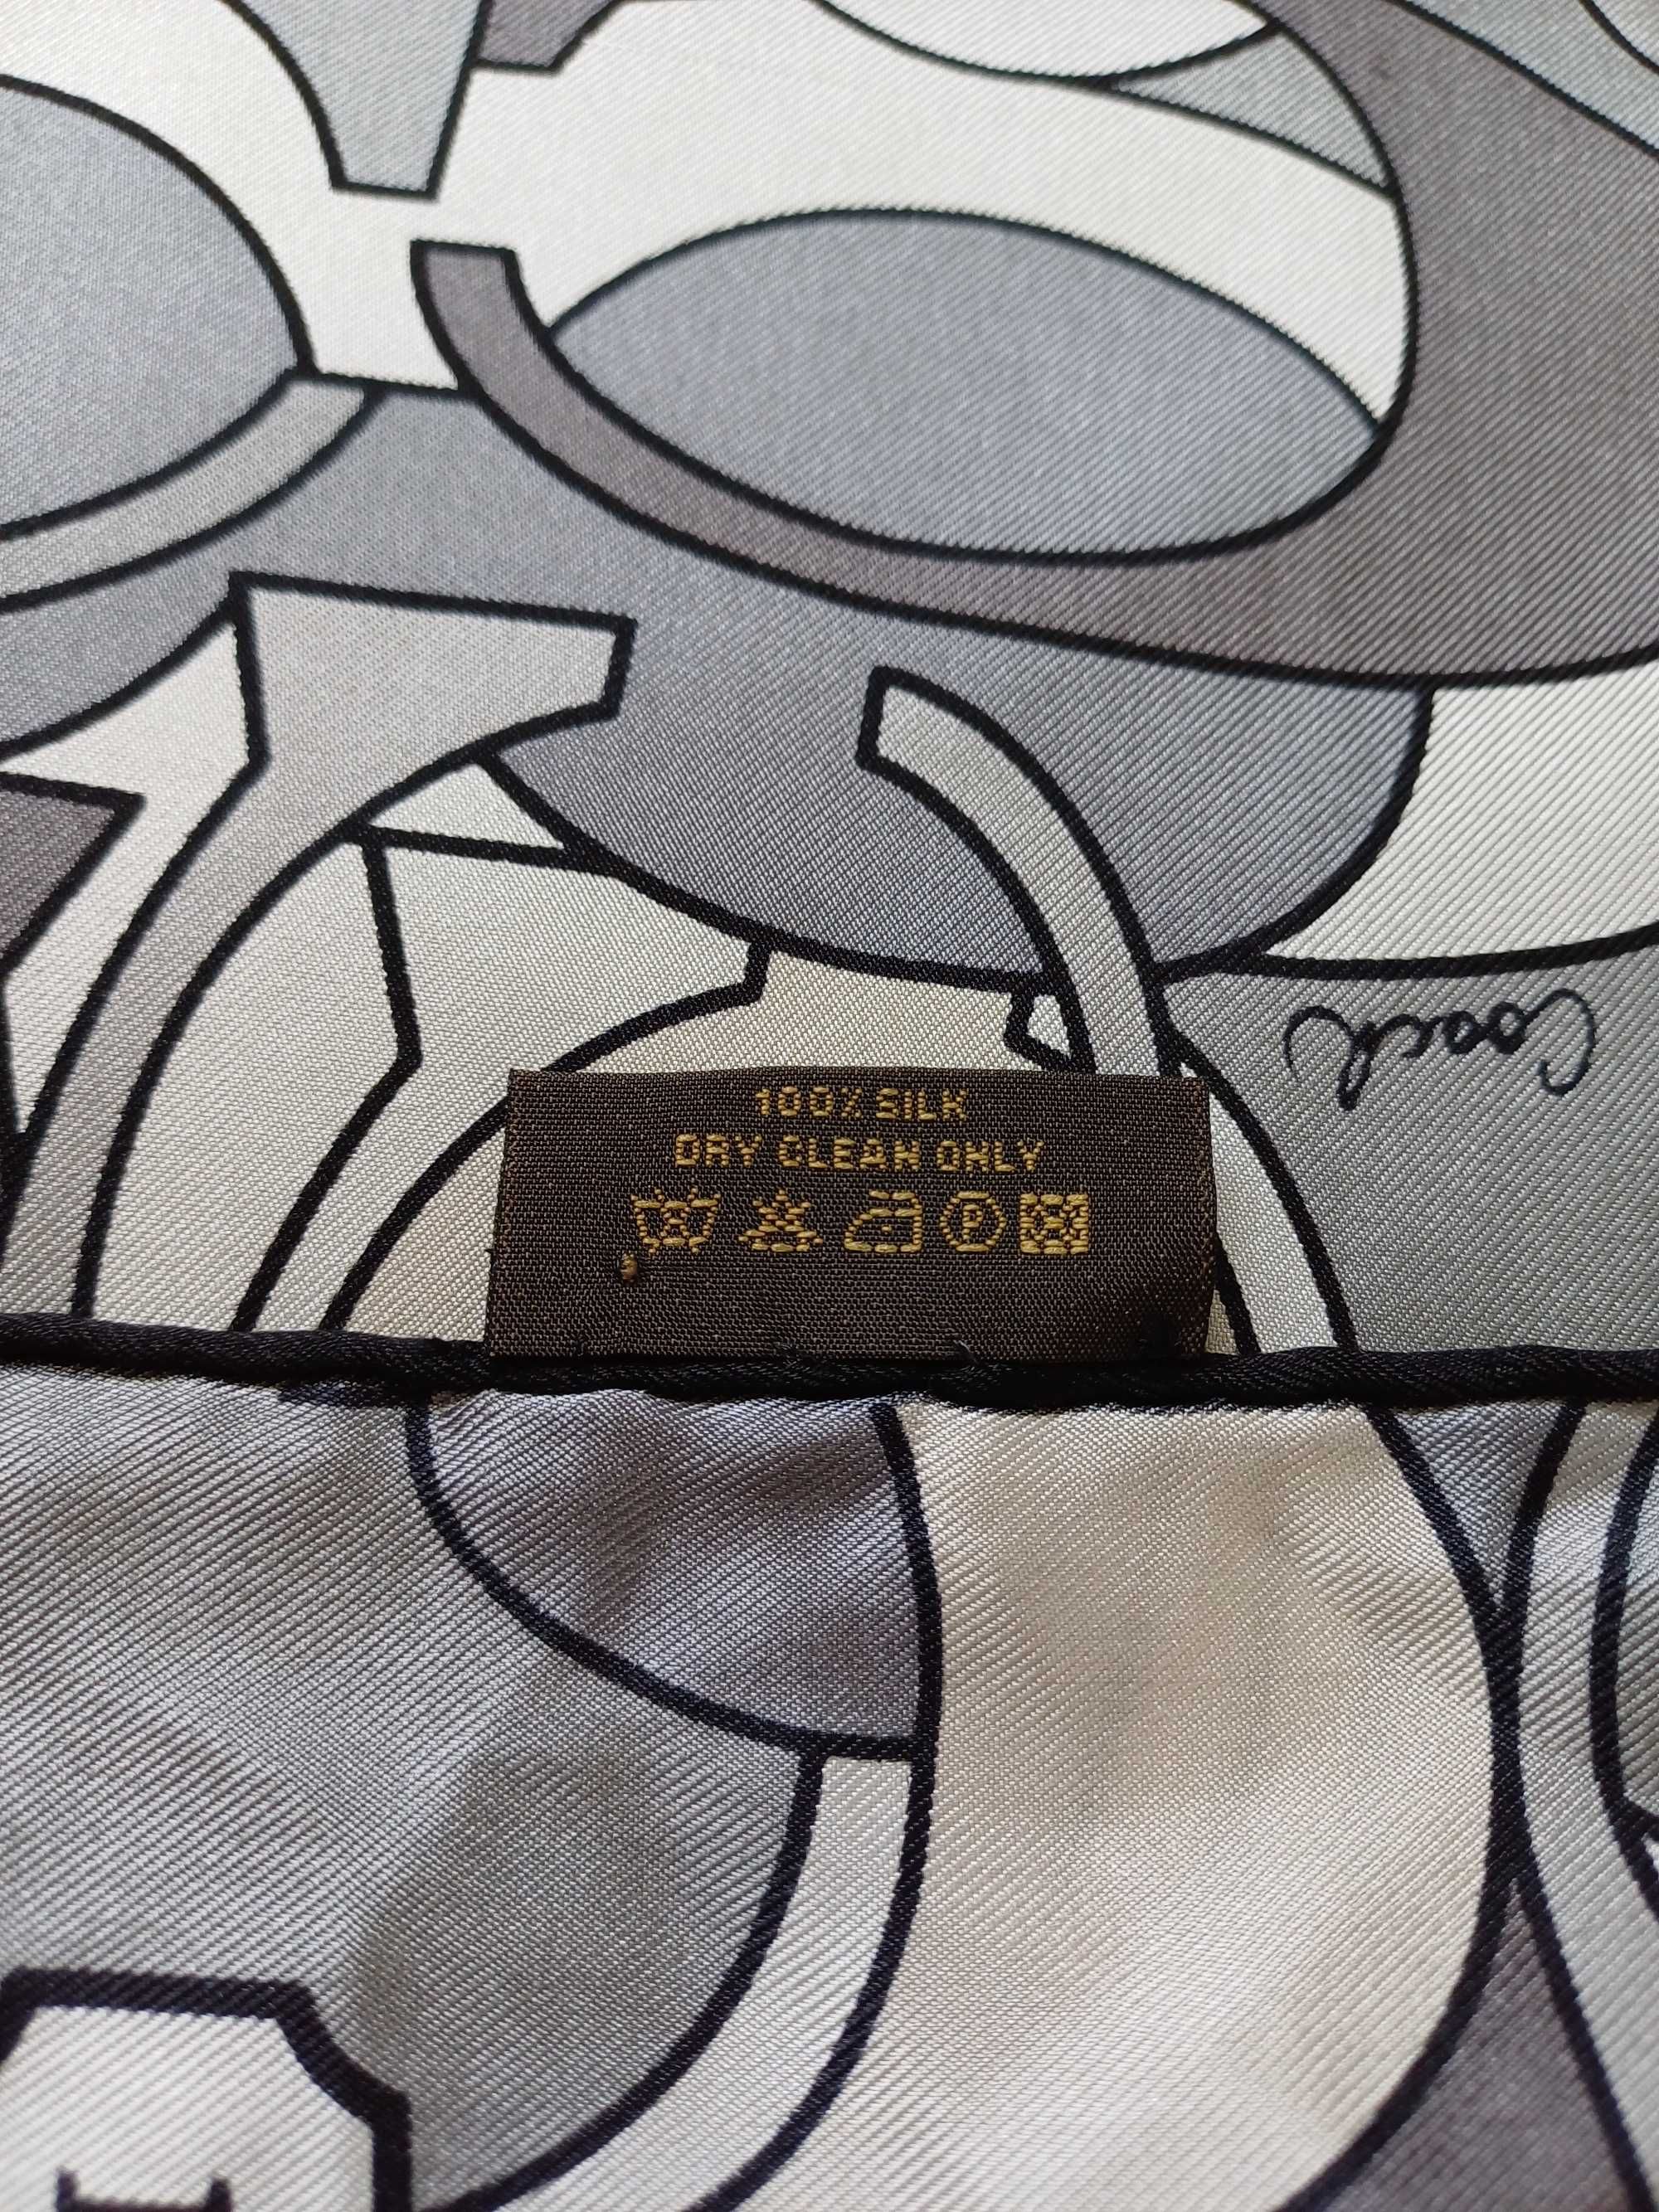 Coach
100% SILK
DRY CLEAN ONLY
P